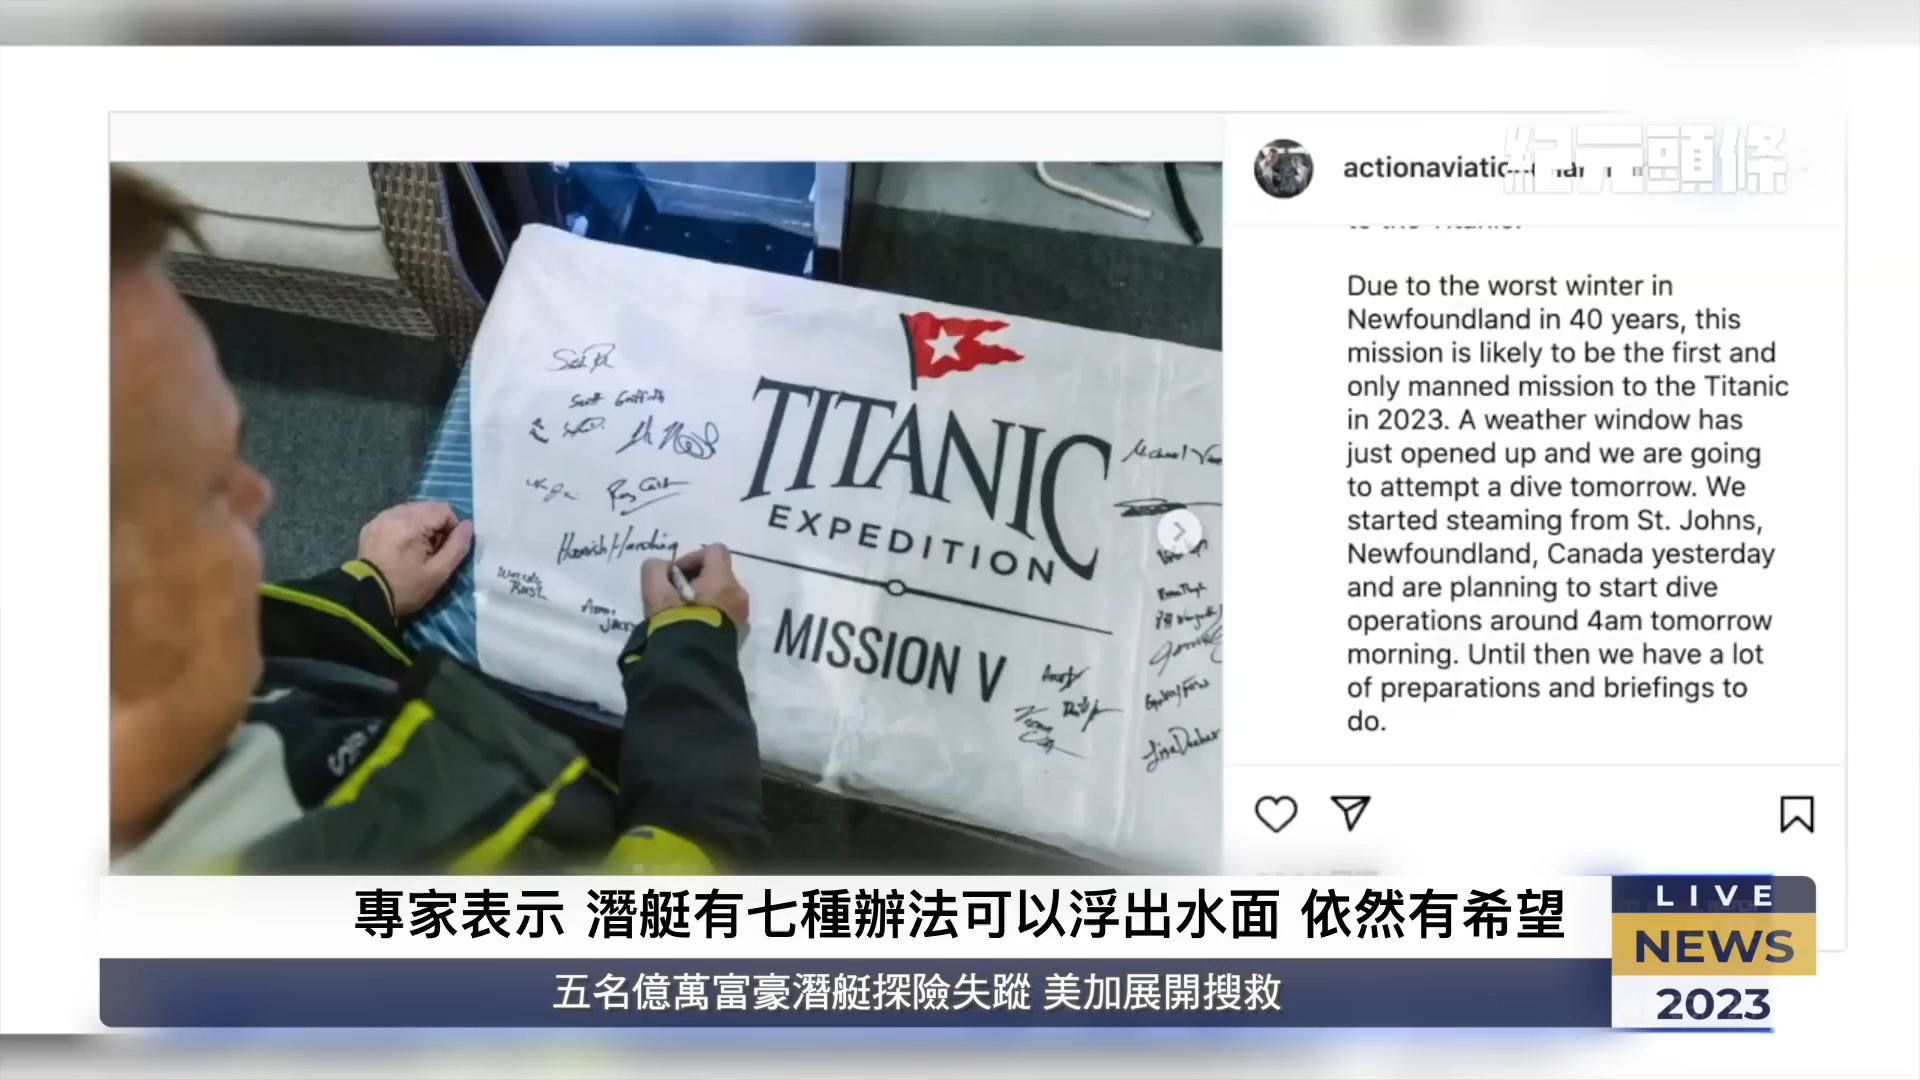 紀元頭條
TITANIC
EXPEDITION
MISSION V
Scott Griffith
Hamish Harding
Due to the worst winter in
Newfoundland in 40 years, this
mission is likely to be the first and
only manned mission to the Titanic
in 2023. A weather window has
just opened up and we are going
to attempt a dive tomorrow. We
started steaming from St. Johns,
Newfoundland, Canada yesterday
and are planning to start dive
operations around 4am tomorrow
morning. Until then we have a lot
of preparations and briefings to
do.
專家表示 潛艇有七種辦法可以浮出水面 依然有希望
五名億萬富豪潛艇探險失蹤 美加展開搜救
LIVE
NEWS
2023